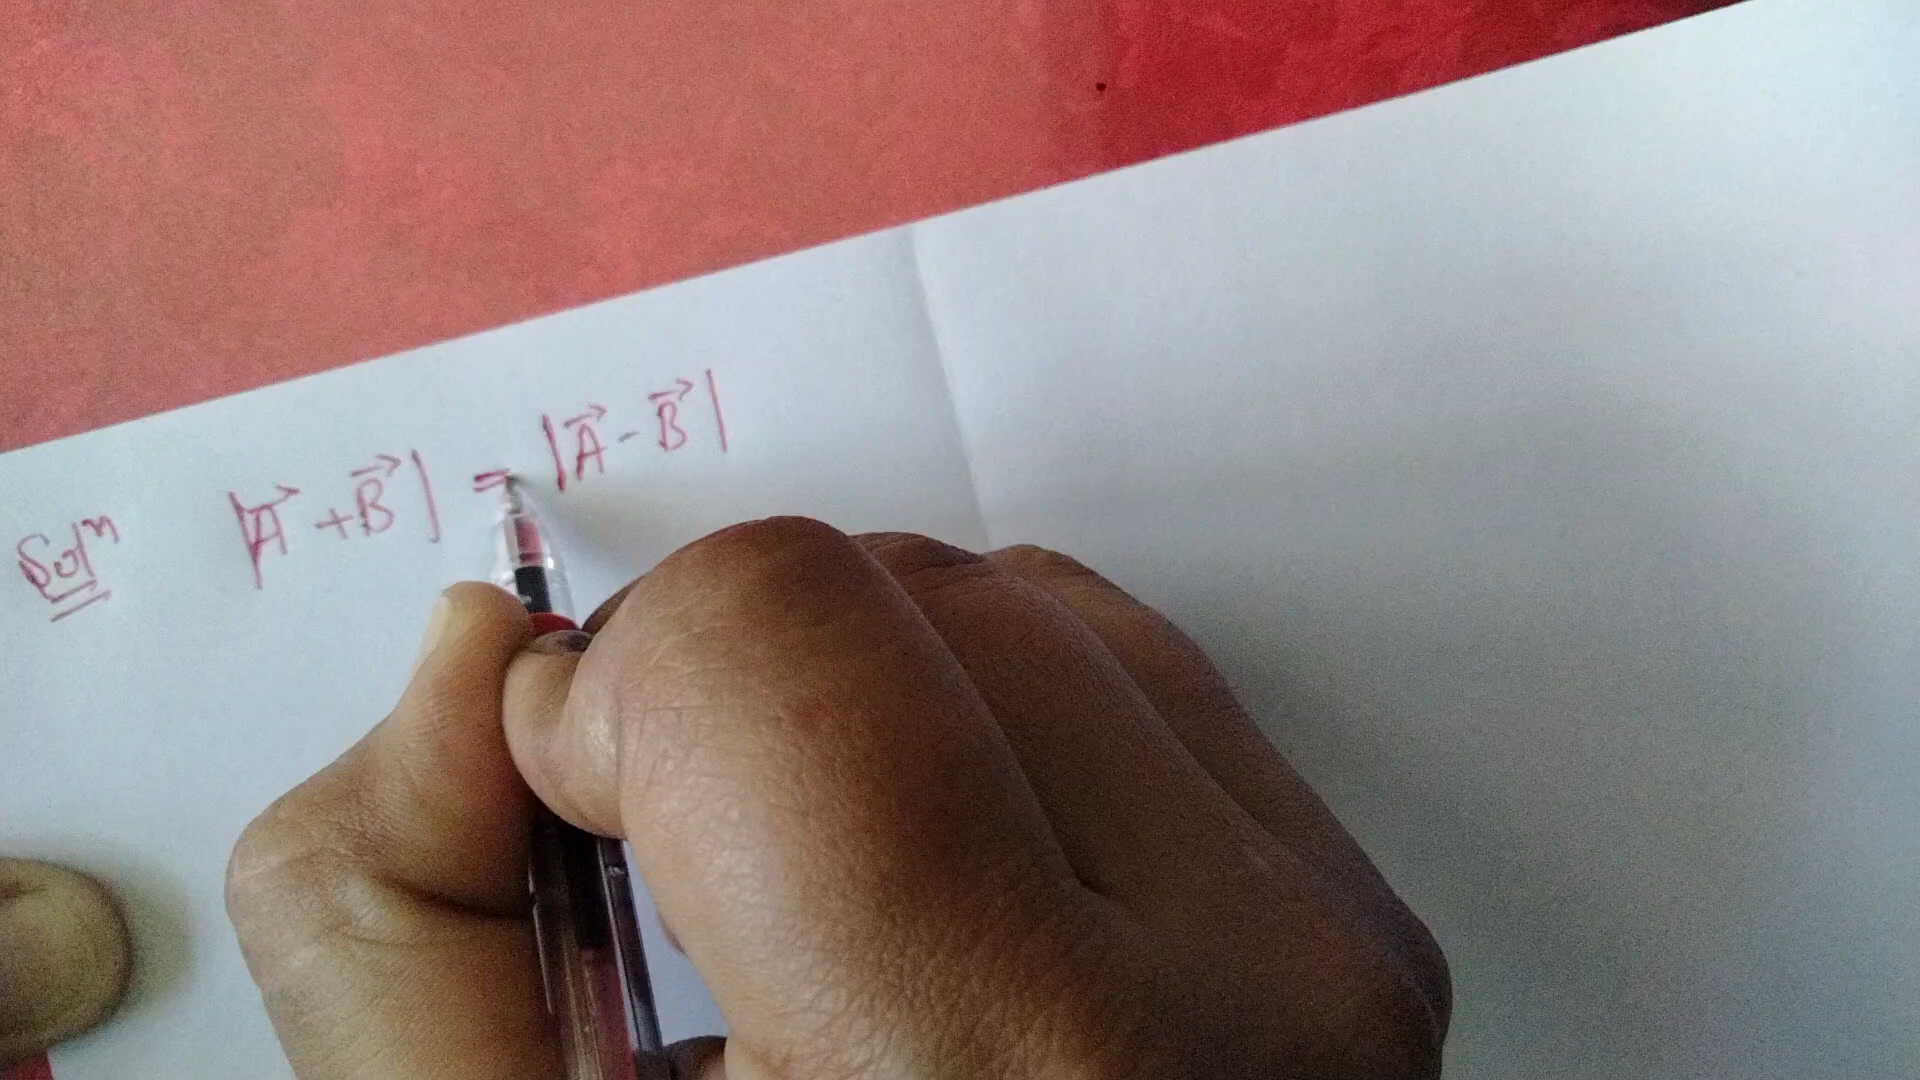 Solⁿ |A⃗ + B⃗| = |A⃗ - B⃗|